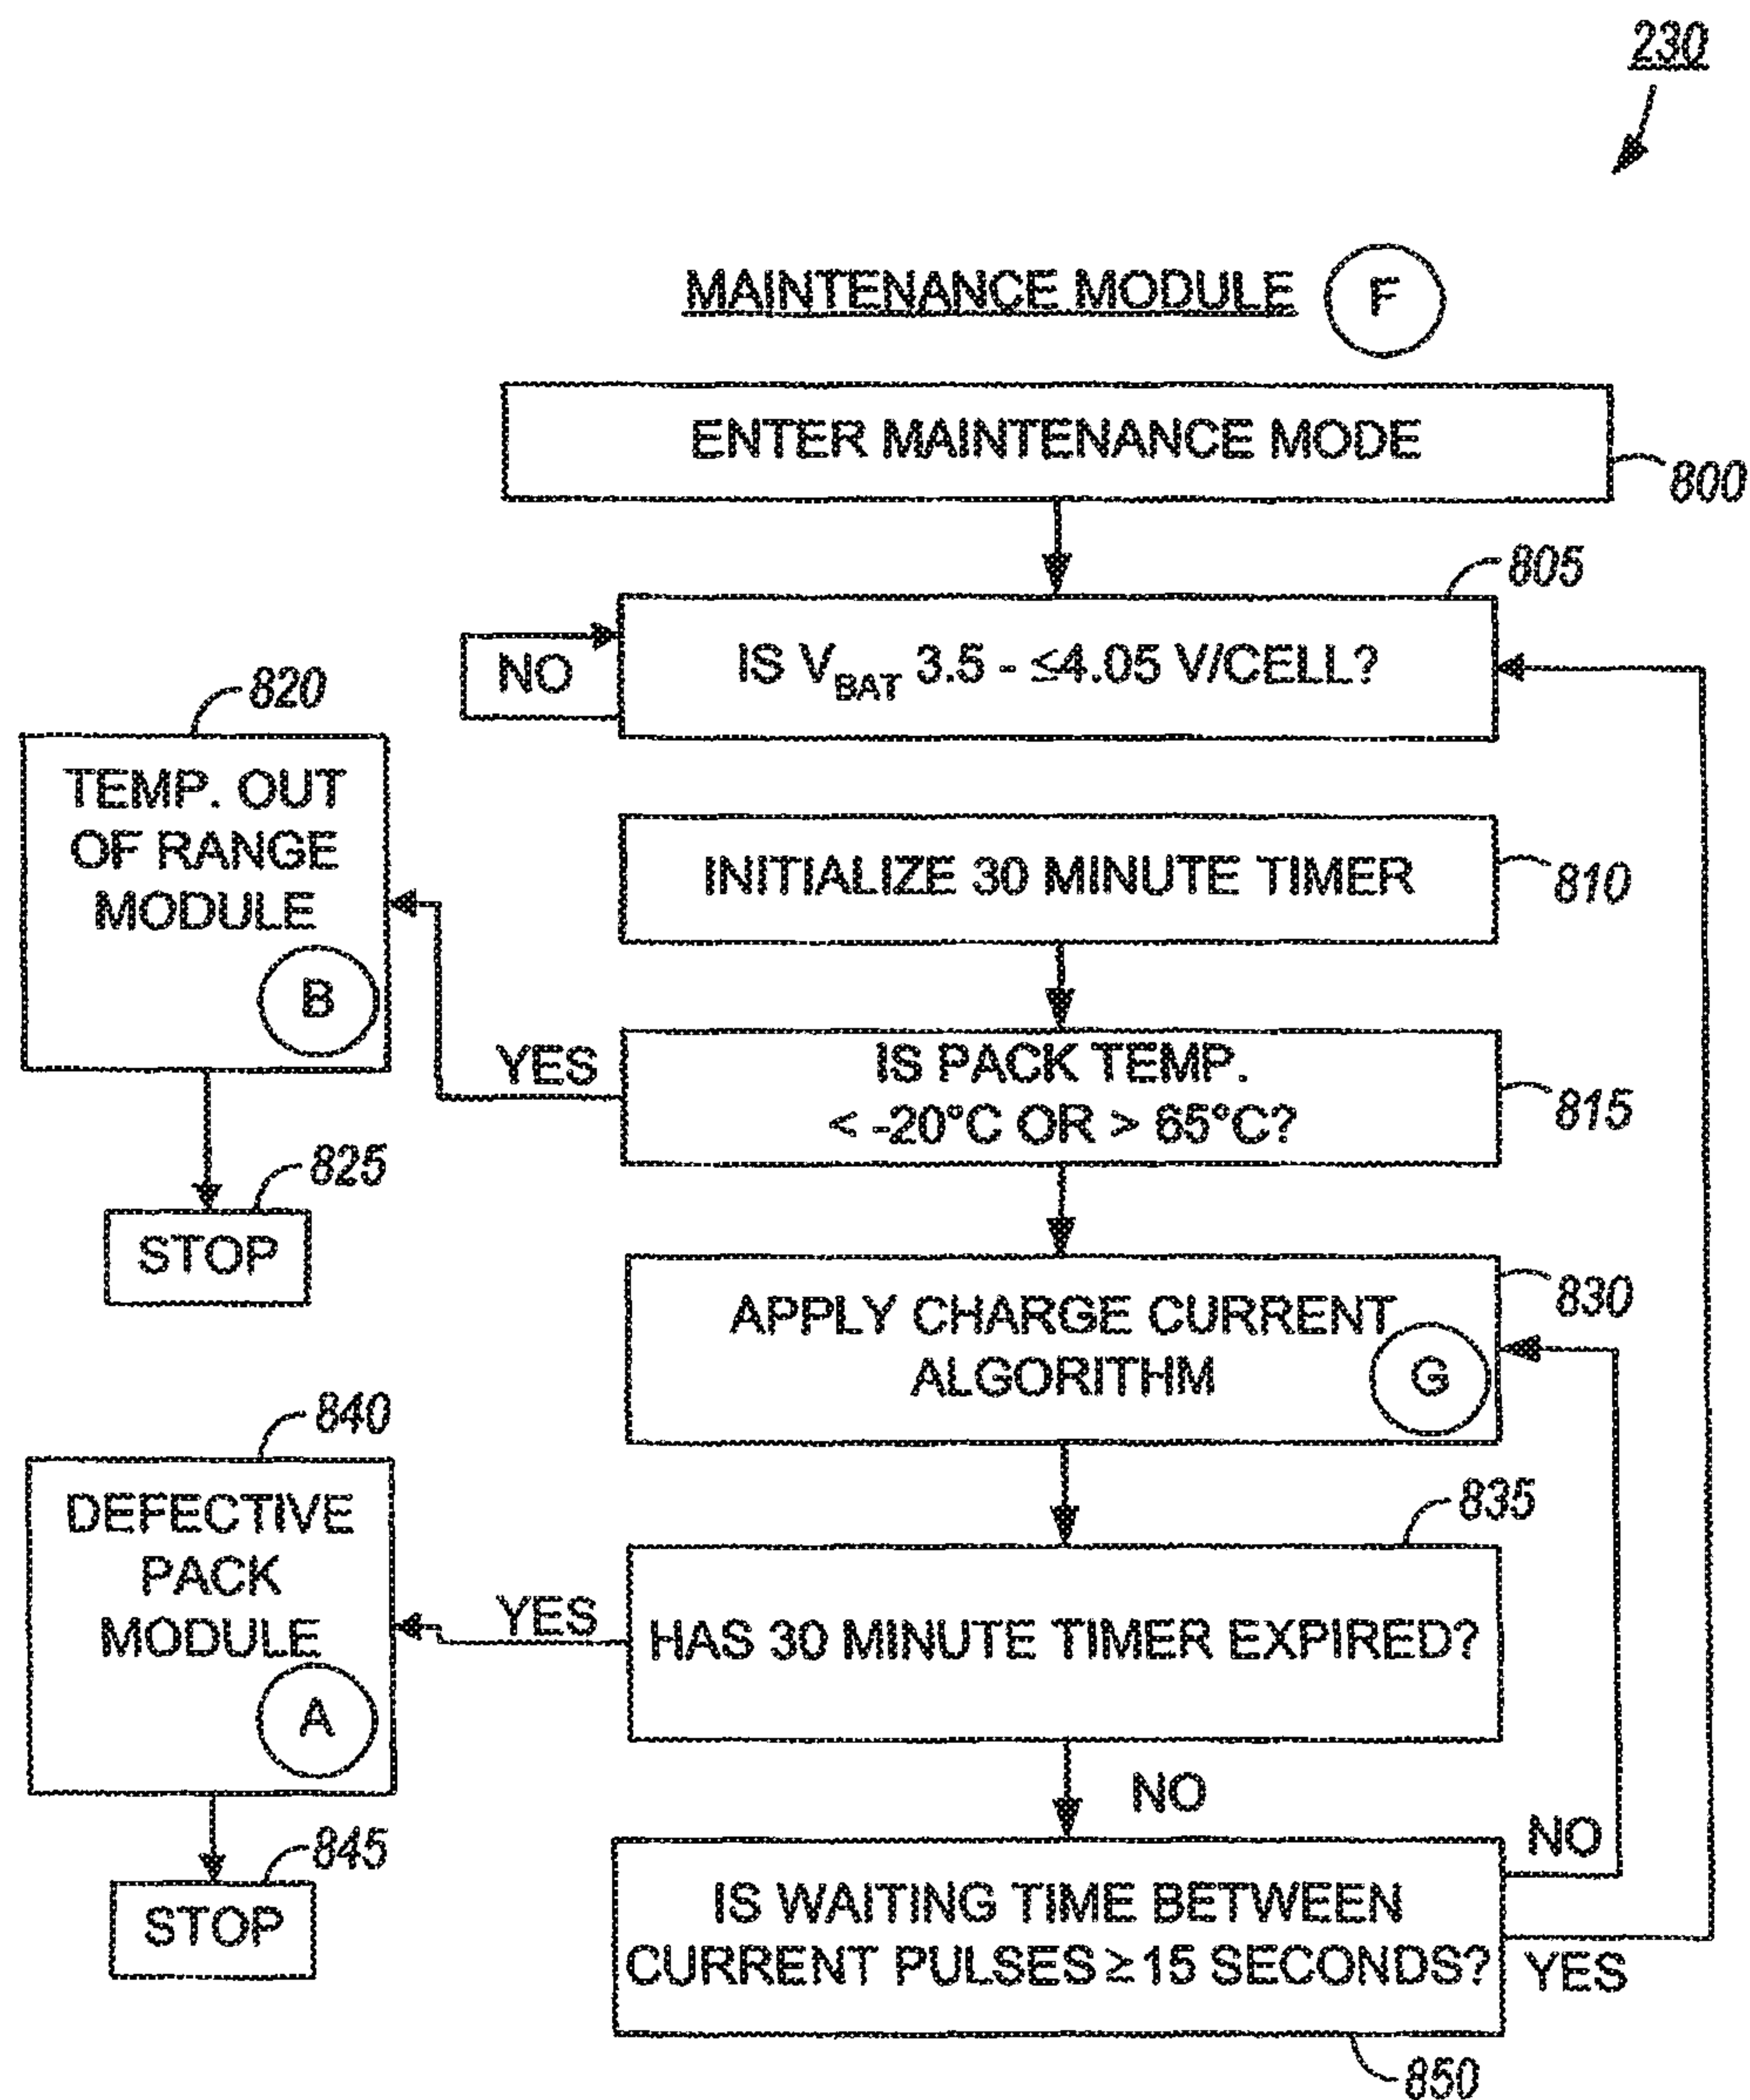 230
MAINTENANCE MODULE F
ENTER MAINTENANCE MODE
800
805
IS VBAT 3.5 - ≤4.05 V/CELL?
NO
820
TEMP. OUT
OF RANGE
MODULE
B
INITIALIZE 30 MINUTE TIMER
810
YES
IS PACK TEMP.
< -20°C OR > 65°C?
815
825
STOP
830
APPLY CHARGE CURRENT
ALGORITHM
G
840
DEFECTIVE
PACK
MODULE
A
835
YES
HAS 30 MINUTE TIMER EXPIRED?
NO
845
STOP
NO
IS WAITING TIME BETWEEN
CURRENT PULSES ≥ 15 SECONDS?
YES
850